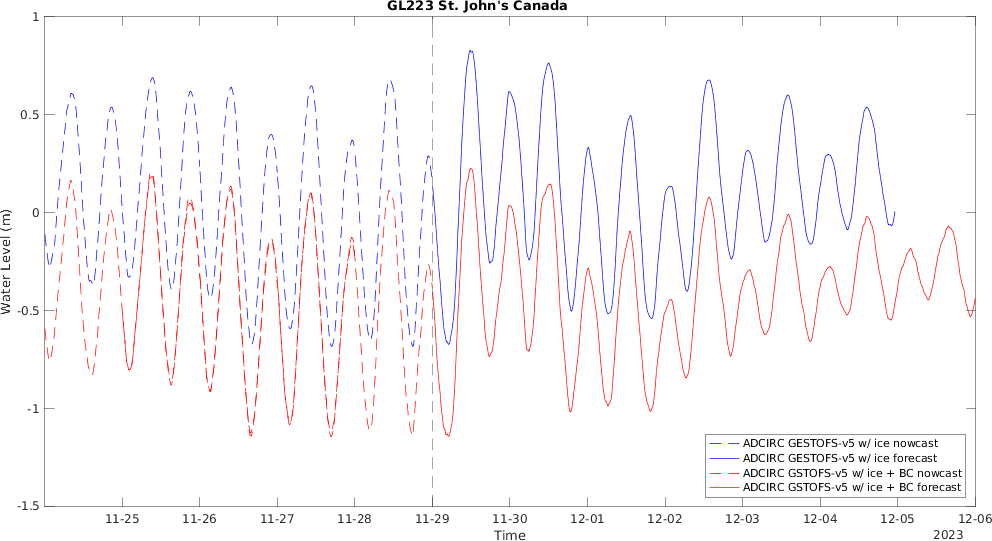 GL223 St. John's Canada
1
0.5
0
-0.5
-1
-1.5
Water Level (m)
11-25 11-26 11-27 11-28 11-29 11-30 12-01 12-02 12-03 12-04 12-05 12-06
Time
2023
ADCIRC GESTOFS-v5 w/ ice nowcast
ADCIRC GESTOFS-v5 w/ ice forecast
ADCIRC GSTOFS-v5 w/ ice + BC nowcast
ADCIRC GSTOFS-v5 w/ ice + BC forecast